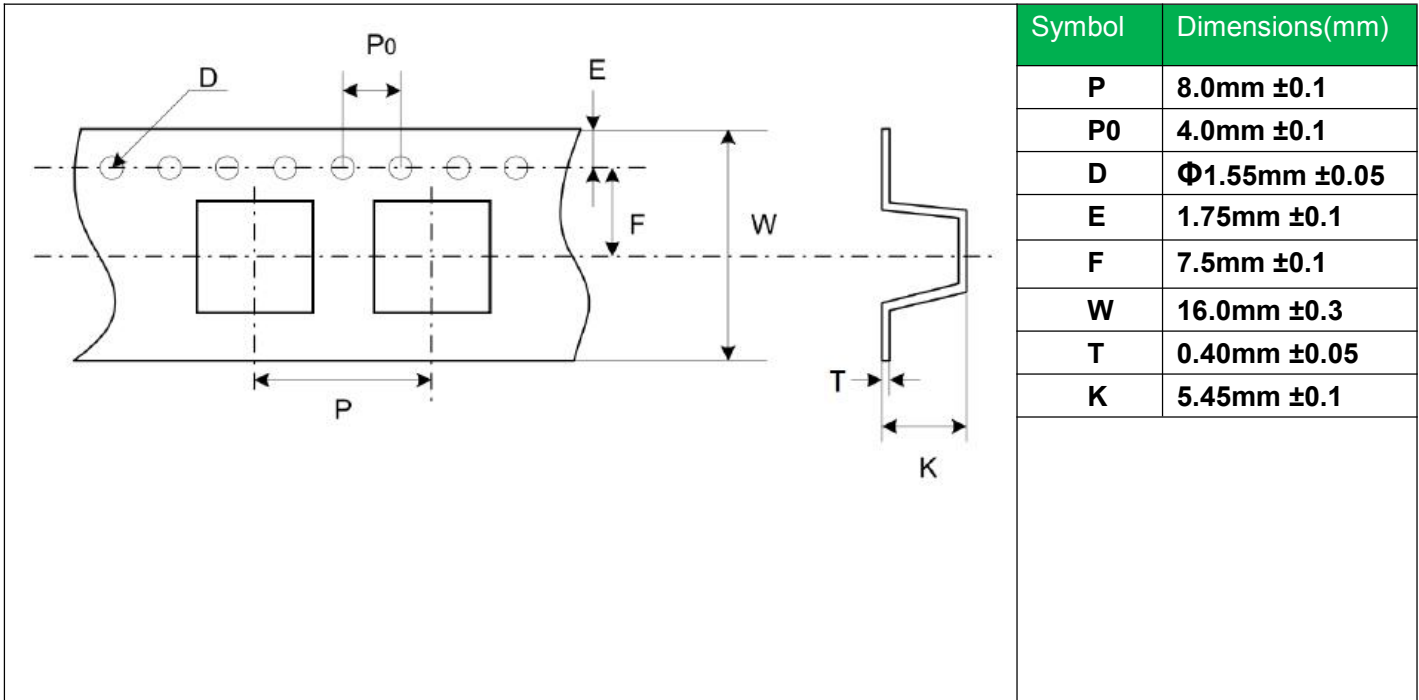 P0
D
E
F
W
P
T
K
Symbol Dimensions(mm)
P 8.0mm ±0.1
P0 4.0mm ±0.1
D Φ1.55mm ±0.05
E 1.75mm ±0.1
F 7.5mm ±0.1
W 16.0mm ±0.3
T 0.40mm ±0.05
K 5.45mm ±0.1